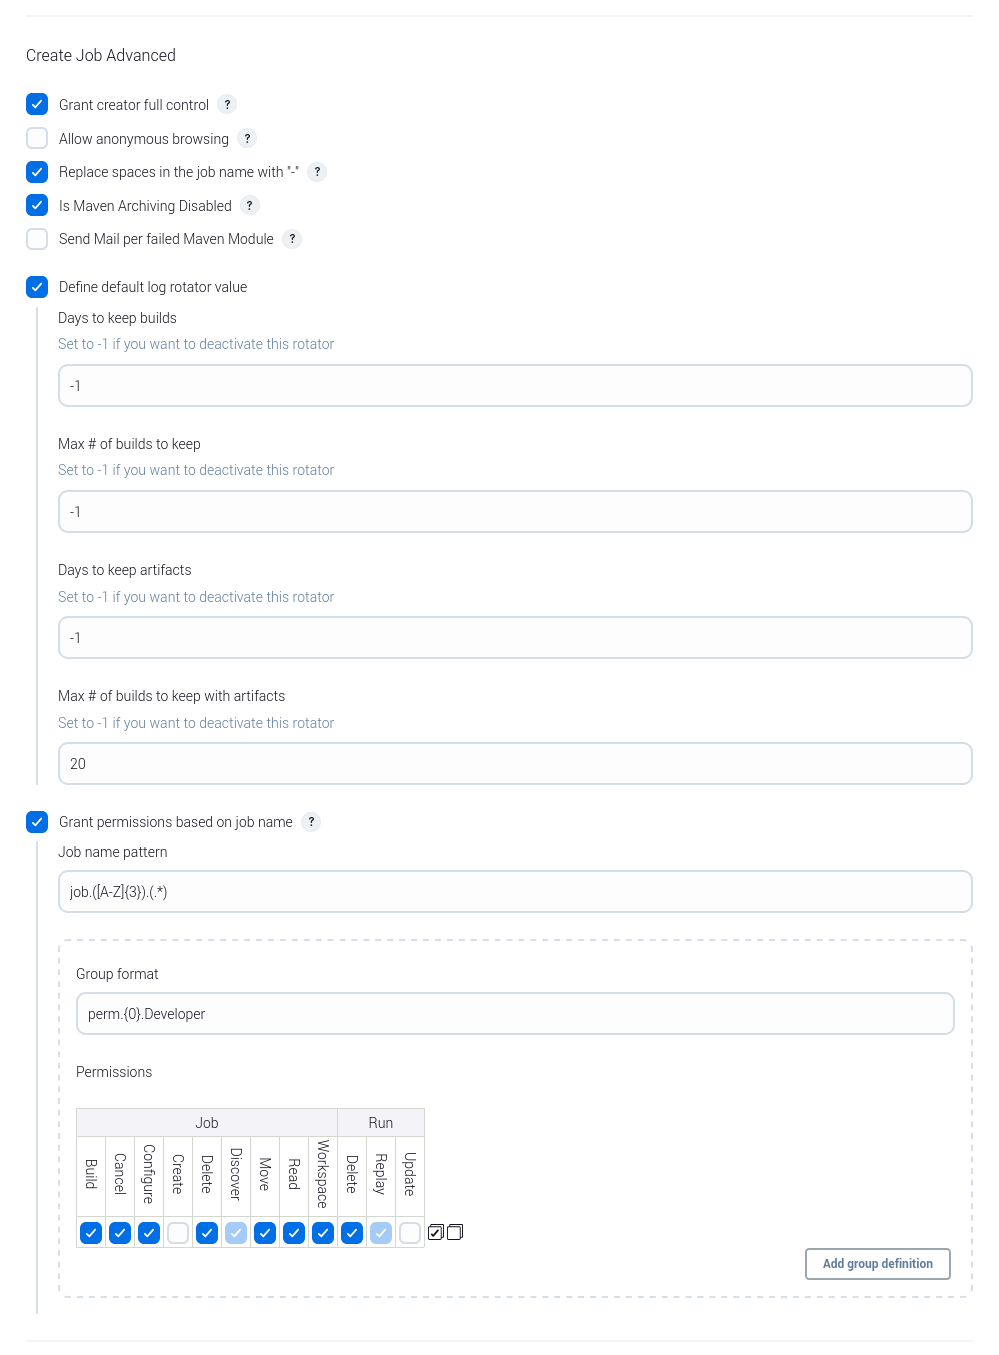 Create Job Advanced
Grant creator full control ?
Allow anonymous browsing ?
Replace spaces in the job name with "-" ?
Is Maven Archiving Disabled ?
Send Mail per failed Maven Module ?
Define default log rotator value
Days to keep builds
Set to -1 if you want to deactivate this rotator
-1
Max # of builds to keep
Set to -1 if you want to deactivate this rotator
-1
Days to keep artifacts
Set to -1 if you want to deactivate this rotator
-1
Max # of builds to keep with artifacts
Set to -1 if you want to deactivate this rotator
20
Grant permissions based on job name ?
Job name pattern
job.([A-Z]{3}).(.*)
Group format
perm.{0}.Developer
Permissions
Job Run
Build Cancel Configure Create Delete Discover Move Read Workspace Delete Replay Update
Add group definition